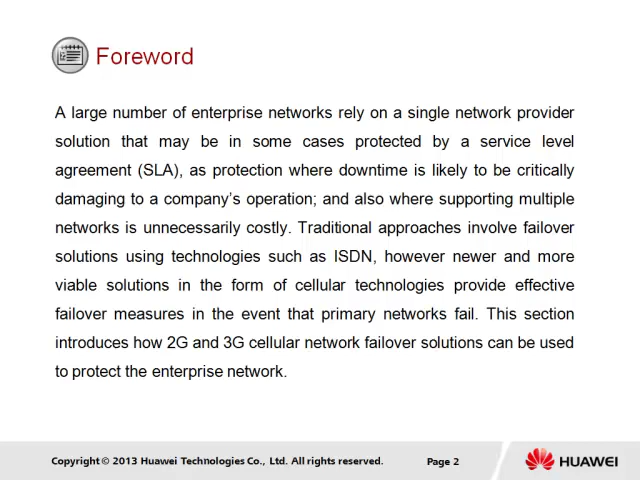 Foreword
A large number of enterprise networks rely on a single network provider
solution that may be in some cases protected by a service level
agreement (SLA), as protection where downtime is likely to be critically
damaging to a company's operation; and also where supporting multiple
networks is unnecessarily costly. Traditional approaches involve failover
solutions using technologies such as ISDN, however newer and more
viable solutions in the form of cellular technologies provide effective
failover measures in the event that primary networks fail. This section
introduces how 2G and 3G cellular network failover solutions can be used
to protect the enterprise network.
Copyright © 2013 Huawei Technologies Co., Ltd. All rights reserved.
Page 2
HUAWEI